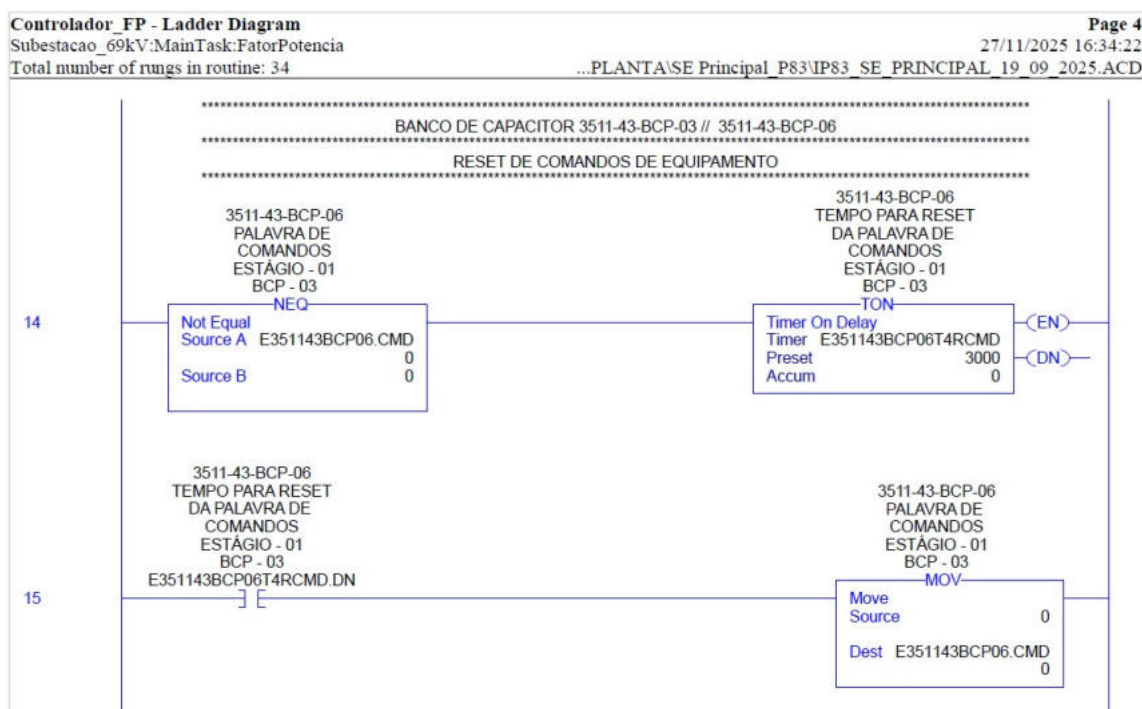 Controlador_FP - Ladder Diagram
Page 4
Subestacao_69kV:MainTask:FatorPotencia
27/11/2025 16:34:22
Total number of rungs in routine: 34
...PLANTA\SE Principal_P83\IP83_SE_PRINCIPAL_19_09_2025.ACD
************************************************************************
BANCO DE CAPACITOR 3511-43-BCP-03 // 3511-43-BCP-06
************************************************************************
RESET DE COMANDOS DE EQUIPAMENTO
************************************************************************
3511-43-BCP-06
PALAVRA DE
COMANDOS
ESTÁGIO - 01
BCP - 03
3511-43-BCP-06
TEMPO PARA RESET
DA PALAVRA DE
COMANDOS
ESTÁGIO - 01
BCP - 03
14
NEQ
Not Equal
Source A E351143BCP06.CMD
0
Source B 0
TON
Timer On Delay
Timer E351143BCP06T4RCMD
Preset 3000
Accum 0
EN
DN
3511-43-BCP-06
TEMPO PARA RESET
DA PALAVRA DE
COMANDOS
ESTÁGIO - 01
BCP - 03
E351143BCP06T4RCMD.DN
3511-43-BCP-06
PALAVRA DE
COMANDOS
ESTÁGIO - 01
BCP - 03
15
MOV
Move
Source 0
Dest E351143BCP06.CMD
0